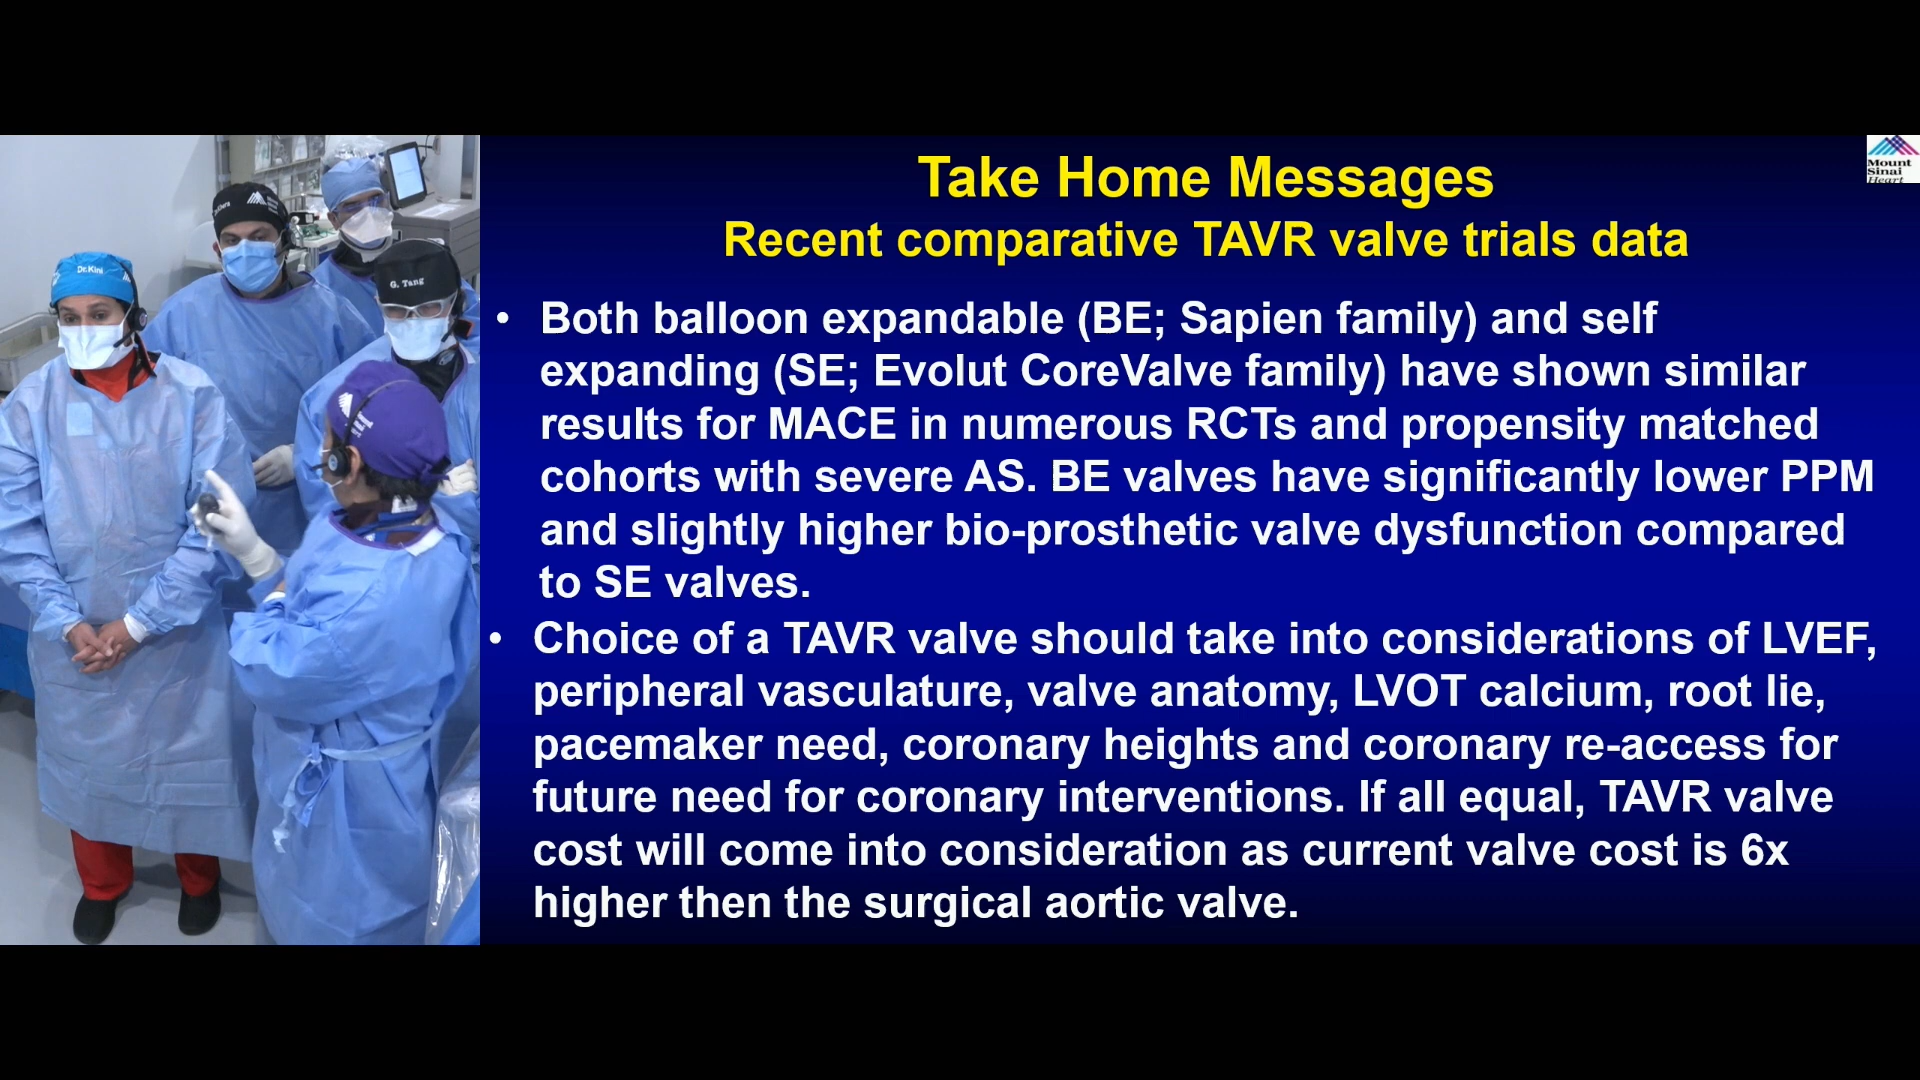 Take Home Messages
Recent comparative TAVR valve trials data
• Both balloon expandable (BE; Sapien family) and self
expanding (SE; Evolut CoreValve family) have shown similar
results for MACE in numerous RCTs and propensity matched
cohorts with severe AS. BE valves have significantly lower PPM
and slightly higher bio-prosthetic valve dysfunction compared
to SE valves.
• Choice of a TAVR valve should take into considerations of LVEF,
peripheral vasculature, valve anatomy, LVOT calcium, root lie,
pacemaker need, coronary heights and coronary re-access for
future need for coronary interventions. If all equal, TAVR valve
cost will come into consideration as current valve cost is 6x
higher then the surgical aortic valve.
Mount
Sinai
Heart
Dr.Kini
G. Tang